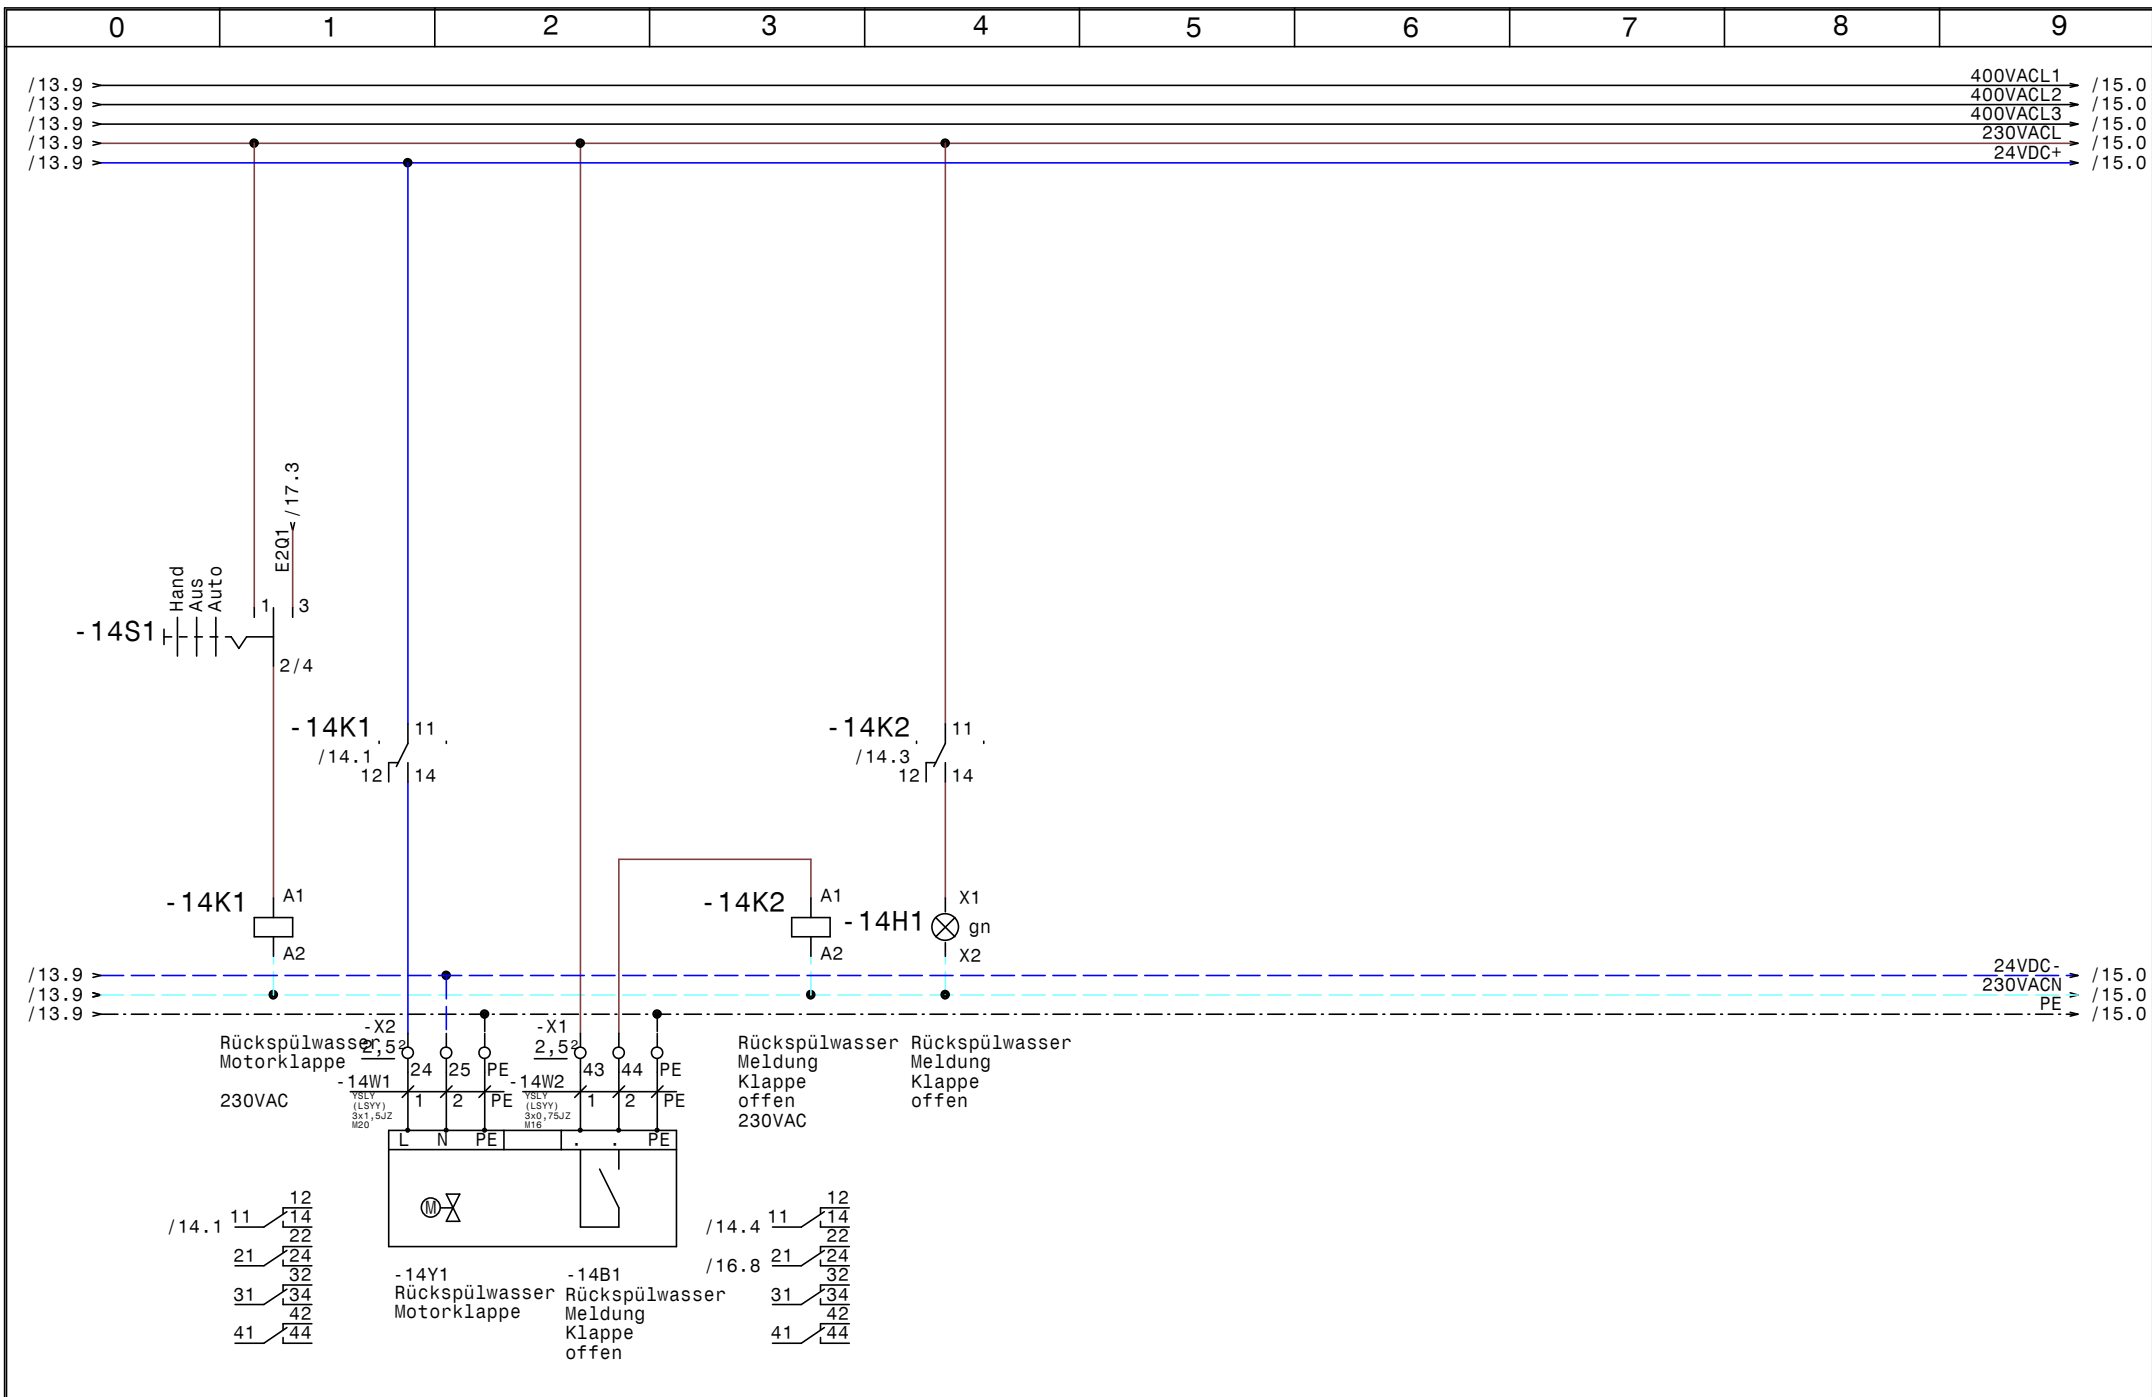 0 1 2 3 4 5 6 7 8 9
/13.9 400VACL1 /15.0
/13.9 400VACL2 /15.0
/13.9 400VACL3 /15.0
/13.9 230VACL /15.0
/13.9 24VDC+ /15.0
/17.3
E2Q1
Hand
Aus
Auto
1 3
-14S1
2/4
-14K1 11
/14.1
12 14
-14K2 11
/14.3
12 14
-14K1 A1
A2
-14K2 A1
A2
-14H1 X1
gn
X2
/13.9 24VDC- /15.0
/13.9 230VACN /15.0
/13.9 PE /15.0
Rückspülwasser
Motorklappe
230VAC
-X2
2,5²
24 25 PE
-14W1
YSLY
(LSYY)
3x1,5JZ
M20
1 2 PE
-X1
2,5²
43 44 PE
-14W2
YSLY
(LSYY)
3x0,75JZ
M16
1 2 PE
Rückspülwasser
Meldung
Klappe
offen
230VAC
Rückspülwasser
Meldung
Klappe
offen
L N PE . . PE
M
12
/14.1 11 14
22
21 24
32
31 34
42
41 44
-14Y1
Rückspülwasser
Motorklappe
-14B1
Rückspülwasser
Meldung
Klappe
offen
12
/14.4 11 14
22
/16.8 21 24
32
31 34
42
41 44